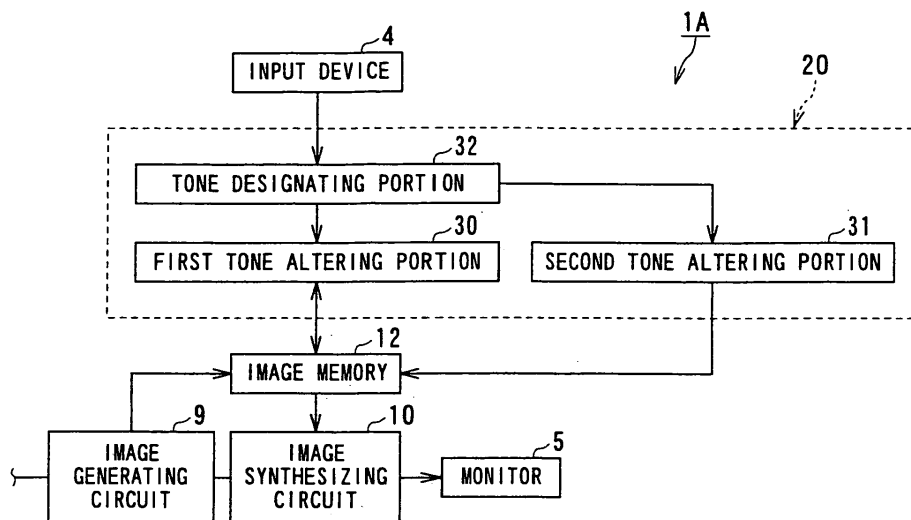 1A
4
INPUT DEVICE
20
32
TONE DESIGNATING PORTION
30
FIRST TONE ALTERING PORTION
31
SECOND TONE ALTERING PORTION
12
IMAGE MEMORY
9
IMAGE
GENERATING
CIRCUIT
10
IMAGE
SYNTHESIZING
CIRCUIT
5
MONITOR